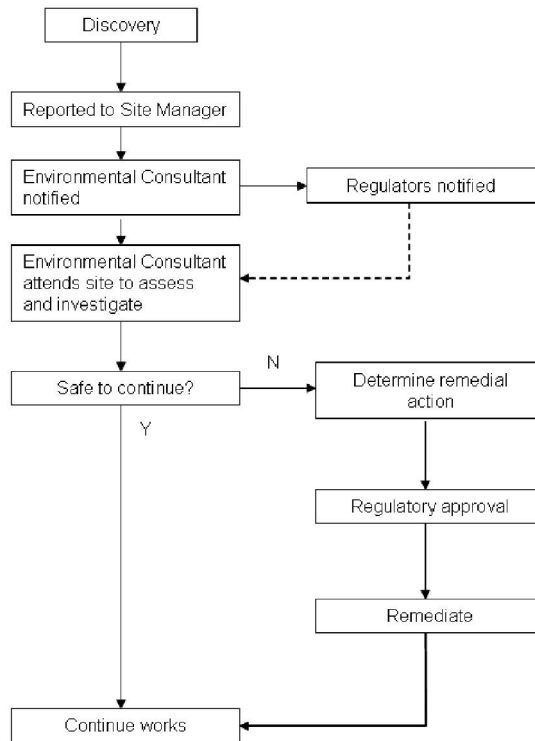 Discovery
Reported to Site Manager
Environmental Consultant
notified
Regulators notified
Environmental Consultant
attends site to assess
and investigate
Safe to continue?
N
Determine remedial
action
Y
Regulatory approval
Remediate
Continue works